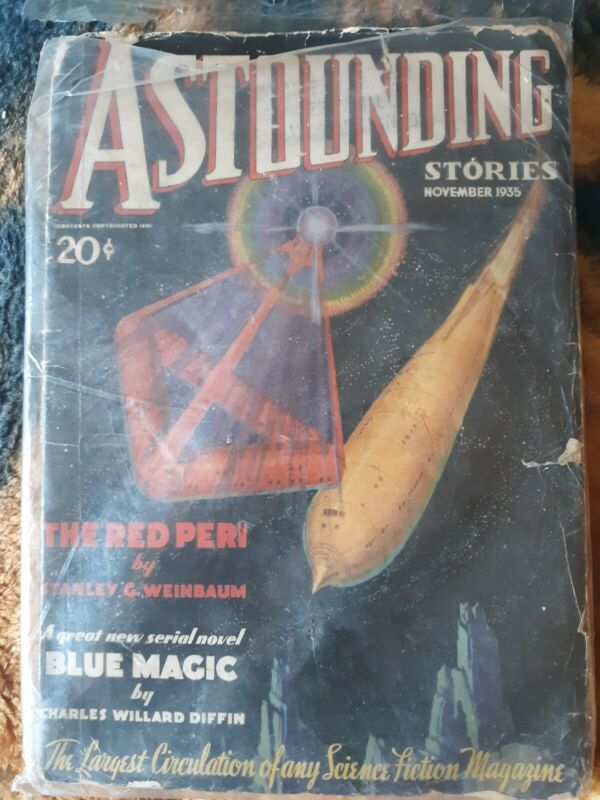 ASTOUNDING
STORIES
NOVEMBER 1935
20¢
THE RED PERI
by
STANLEY G. WEINBAUM
A great new serial novel
BLUE MAGIC
by
CHARLES WILLARD DIFFIN
The Largest Circulation of any Science Fiction Magazine